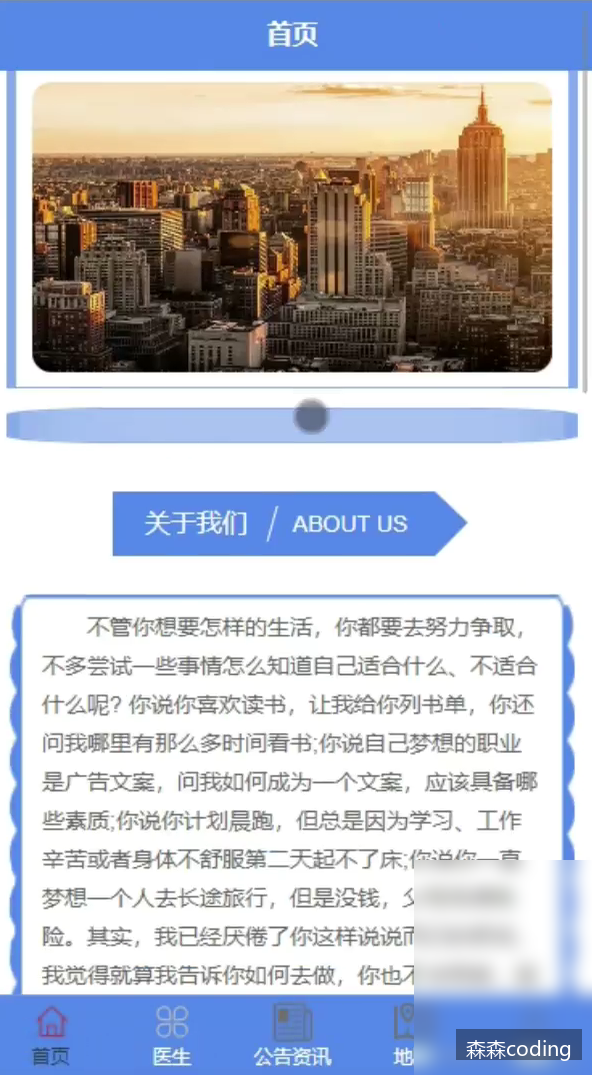 首页
关于我们 / ABOUT US
不管你想要怎样的生活，你都要去努力争取，
不多尝试一些事情怎么知道自己适合什么、不适合
什么呢? 你说你喜欢读书，让我给你列书单，你还
问我哪里有那么多时间看书;你说自己梦想的职业
是广告文案，问我如何成为一个文案，应该具备哪
些素质;你说你计划晨跑，但总是因为学习、工作
辛苦或者身体不舒服第二天起不了床;你说你一直
梦想一个人去长途旅行，但是没钱，父
险。其实，我已经厌倦了你这样说说而
我觉得就算我告诉你如何去做，你也不
首页
医生
公告资讯
地
森森coding